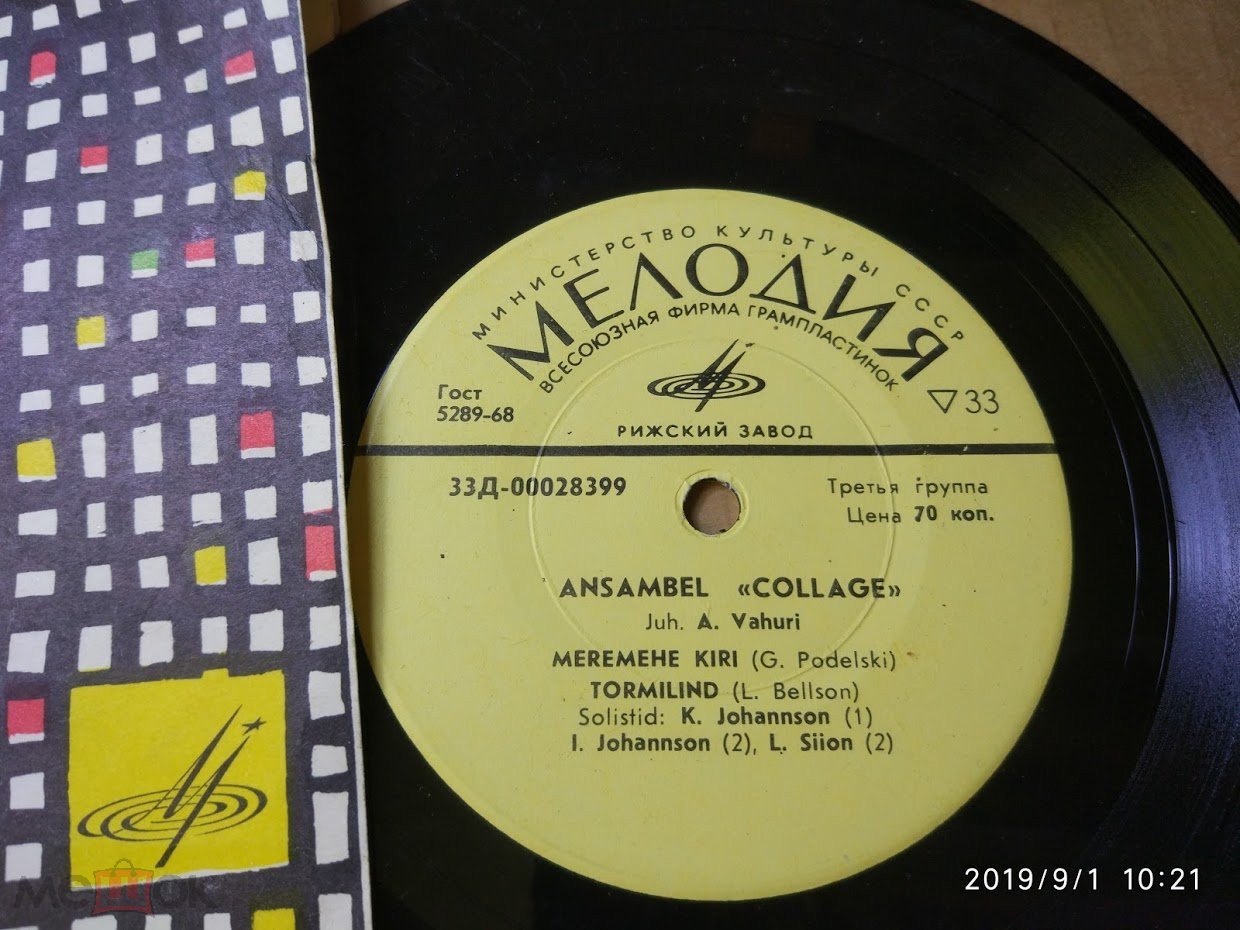 МИНИСТЕРСТВО КУЛЬТУРЫ СССР
МЕЛОДИЯ
ВСЕСОЮЗНАЯ ФИРМА ГРАМПЛАСТИНОК
Гост
5289-68
▽33
РИЖСКИЙ ЗАВОД
33Д-00028399
Третья группа
Цена 70 коп.
ANSAMBEL «COLLAGE»
Juh. A. Vahuri
MEREMEHE KIRI (G. Podelski)
TORMILIND (L. Bellson)
Solistid: K. Johannson (1)
I. Johannson (2), L. Siion (2)
2019/9/1 10:21
мешок